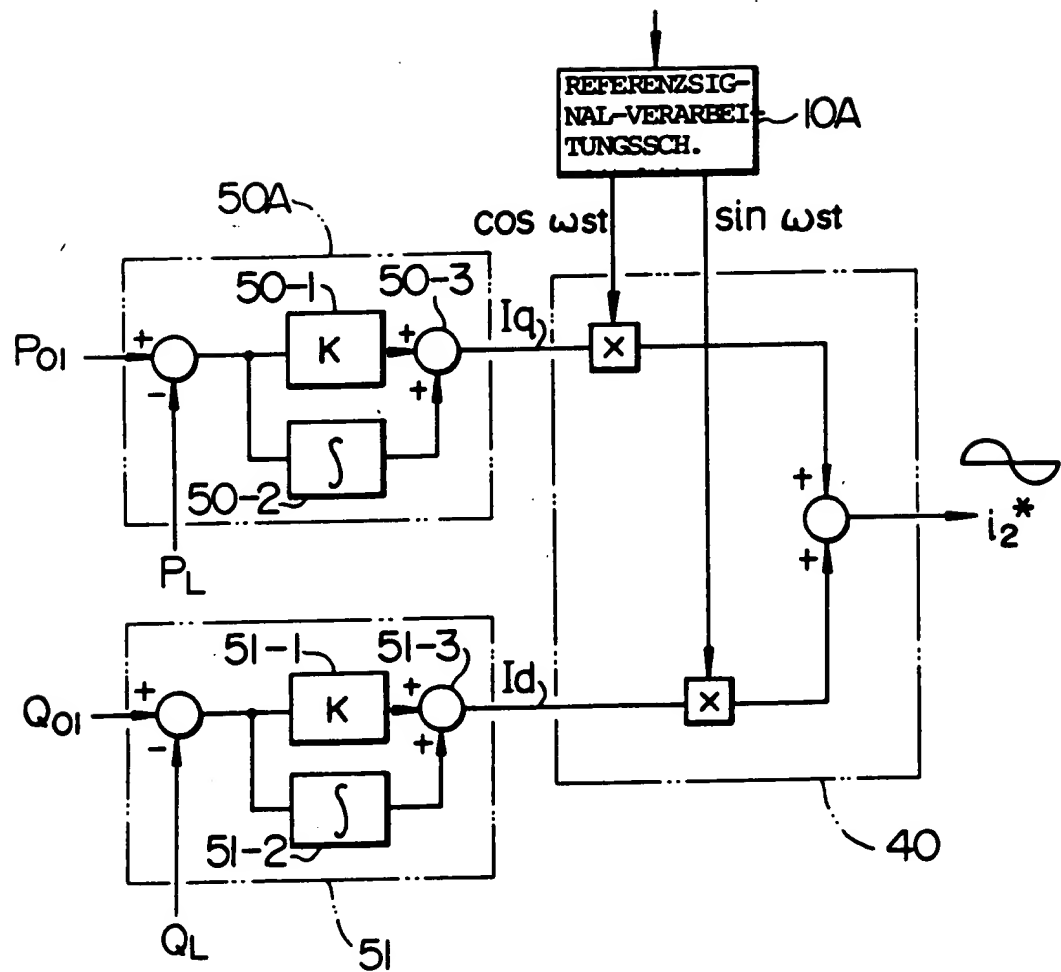 REFERENZSIG-
NAL-VERARBEI-
TUNGSSCH.
10A
50A
cos ωst
sin ωst
50-1
50-3
Iq
+
K
+
×
P01
-
+
∫
50-2
+
i2*
PL
+
51-1
51-3
Id
+
K
+
×
Q01
-
+
∫
51-2
40
QL
51